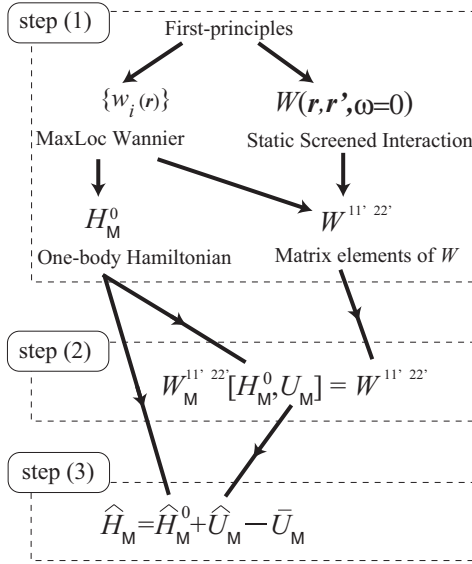 step (1)
First-principles
{w_i(r)} W(r,r',ω=0)
MaxLoc Wannier Static Screened Interaction
H_M^0 W^{11' 22'}
One-body Hamiltonian Matrix elements of W
step (2)
W_M^{11' 22'}[H_M^0,U_M] = W^{11' 22'}
step (3)
Ĥ_M=Ĥ_M^0+Û_M−Ū_M